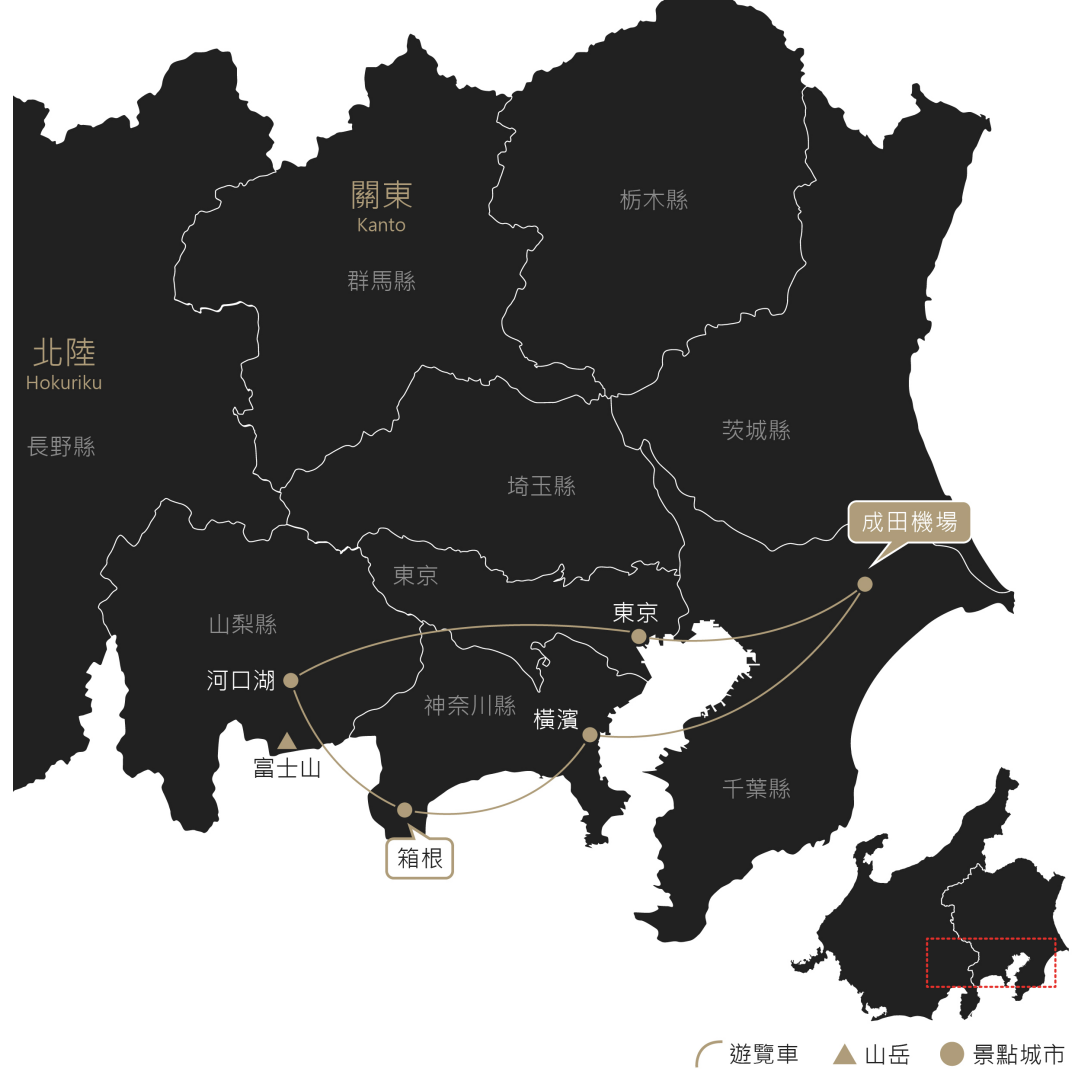 關東
Kanto
栃木縣
群馬縣
北陸
Hokuriku
長野縣
茨城縣
埼玉縣
成田機場
東京
東京
山梨縣
河口湖
神奈川縣
橫濱
富士山
千葉縣
箱根
遊覽車
山岳
景點城市